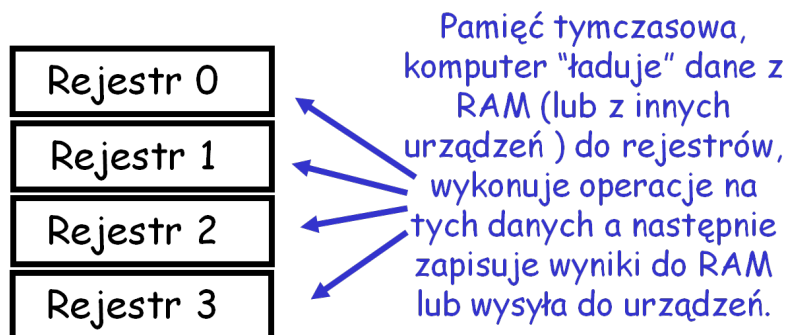 Rejestr 0
Rejestr 1
Rejestr 2
Rejestr 3
Pamięć tymczasowa,
komputer “ładuje” dane z
RAM (lub z innych
urządzeń ) do rejestrów,
wykonuje operacje na
tych danych a następnie
zapisuje wyniki do RAM
lub wysyła do urządzeń.